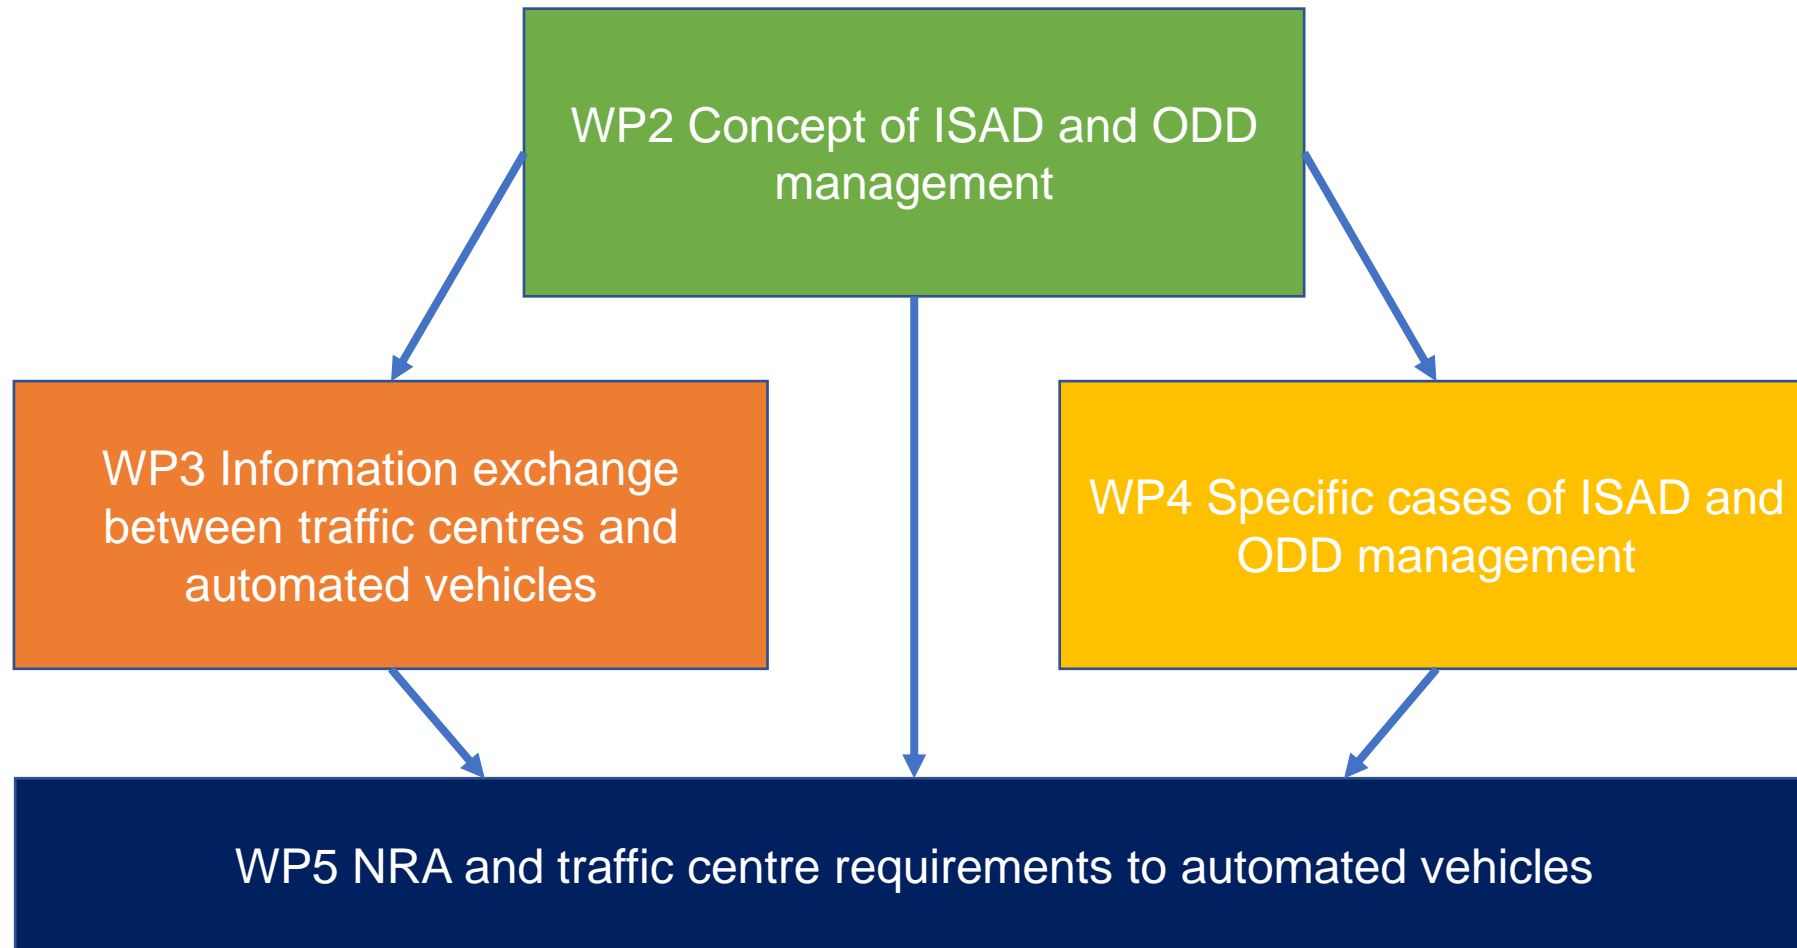 WP2 Concept of ISAD and ODD
management
WP3 Information exchange
between traffic centres and
automated vehicles
WP4 Specific cases of ISAD and
ODD management
WP5 NRA and traffic centre requirements to automated vehicles